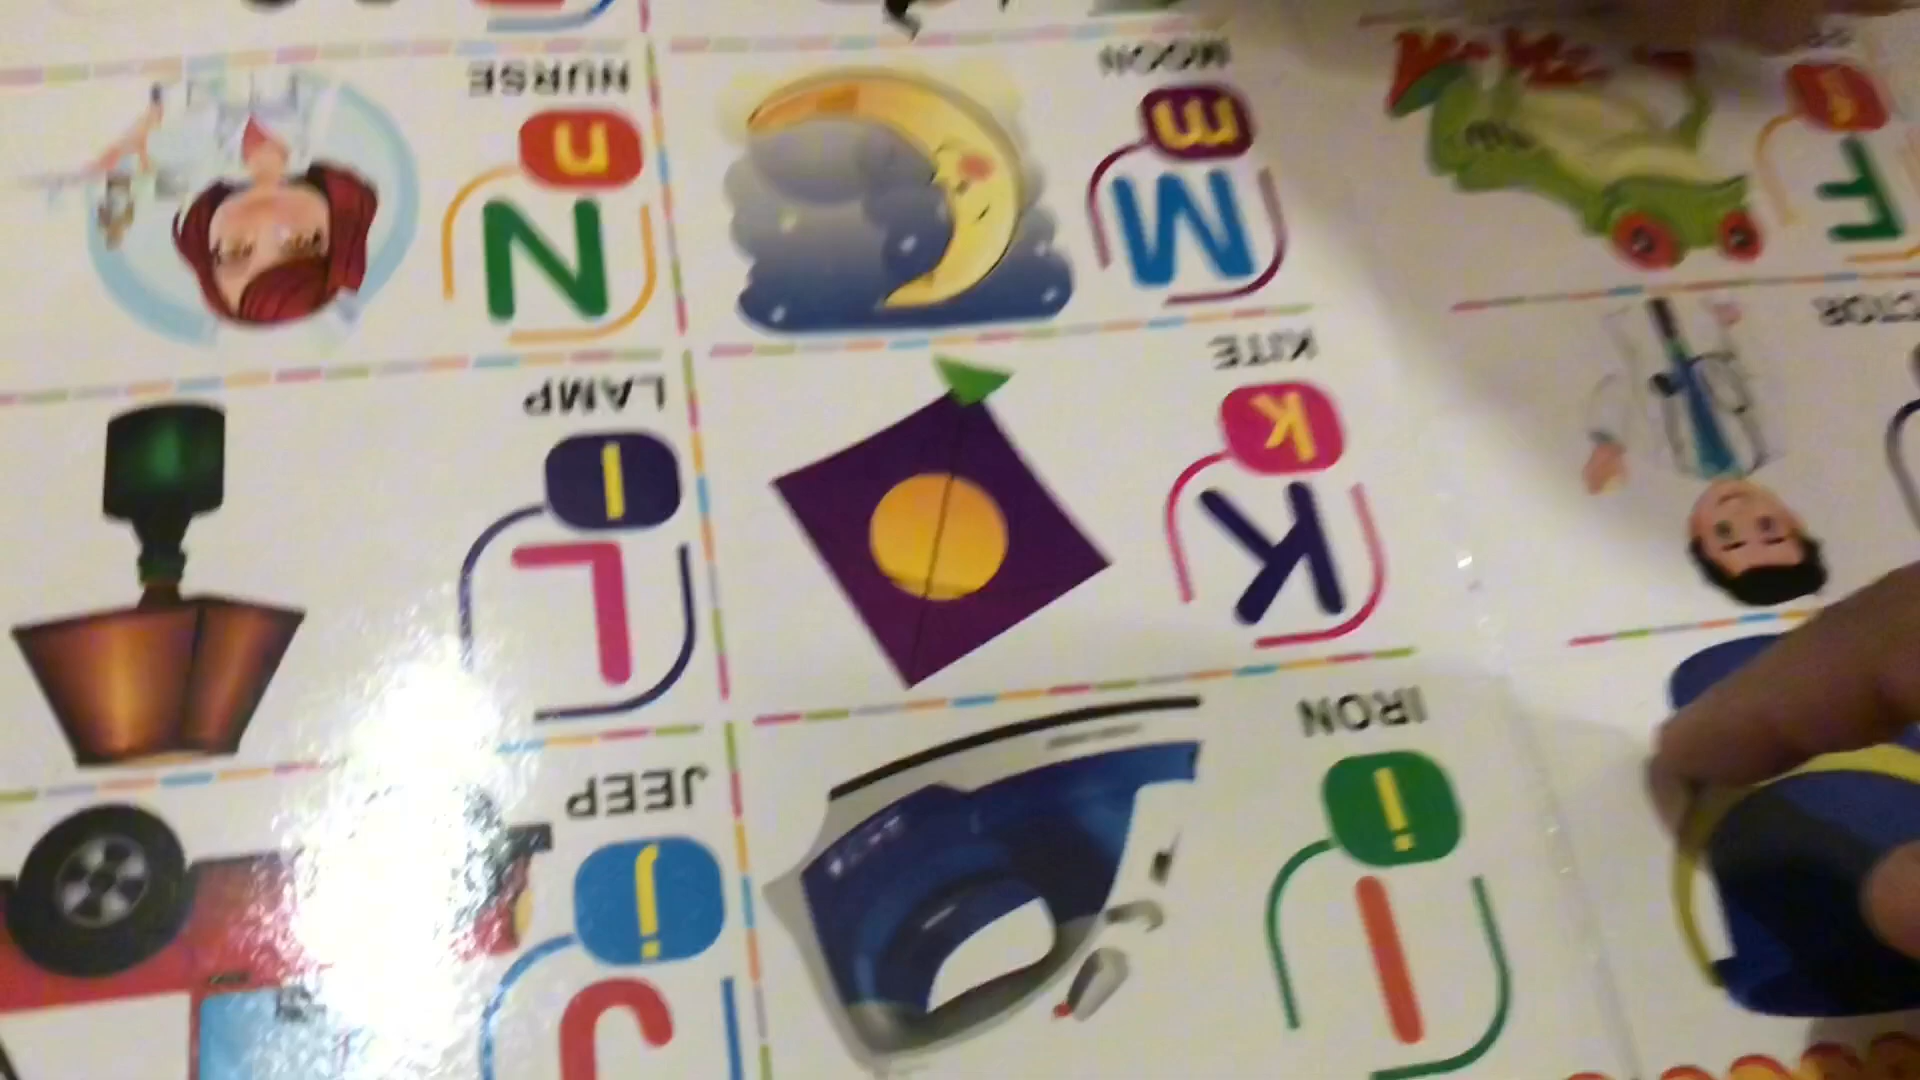 I i
IRON
J j
JEEP
K k
KITE
L l
LAMP
F f
M m
MOON
N n
NURSE